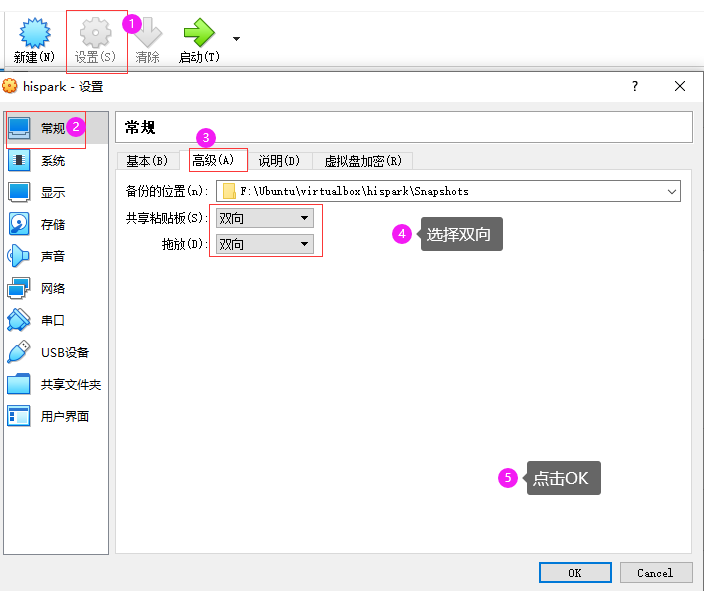 1
新建(N) 设置(S) 清除 启动(T)
hispark - 设置 ?
常规 2
系统
显示
存储
声音
网络
串口
USB设备
共享文件夹
用户界面
常规
3
基本(B) 高级(A) 说明(D) 虚拟盘加密(R)
备份的位置(n): F:\Ubuntu\virtualbox\hispark\Snapshots
共享粘贴板(S): 双向
拖放(D): 双向
4 选择双向
5 点击OK
OK Cancel